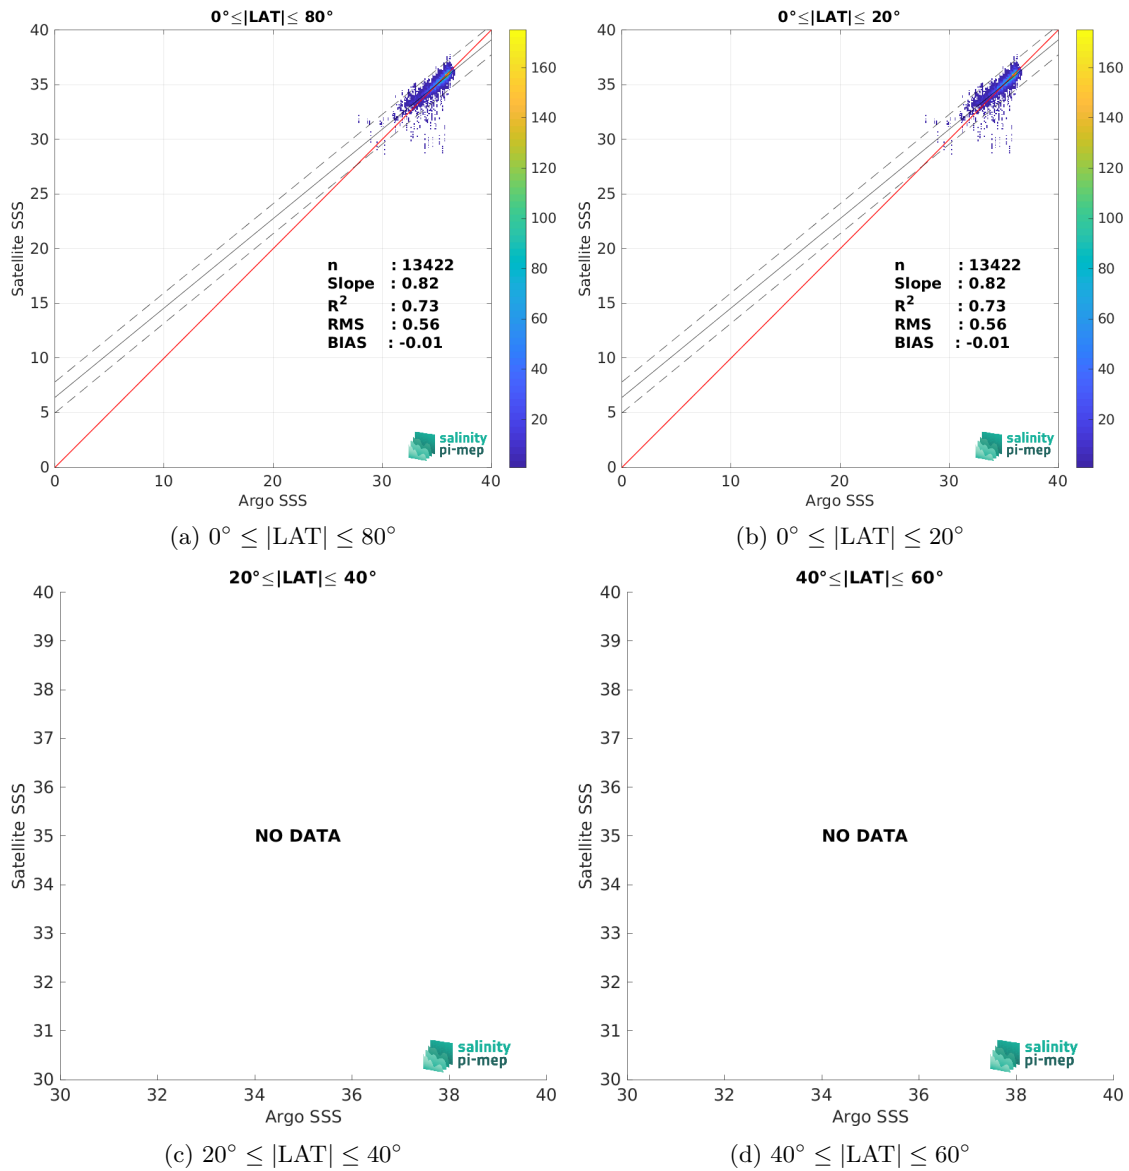 0°≤|LAT|≤ 80°
40
35
30
25
20
15
10
5
0
Satellite SSS
0
10
20
30
40
Argo SSS
160
140
120
100
80
60
40
20
n : 13422
Slope : 0.82
R² : 0.73
RMS : 0.56
BIAS : -0.01
salinity
pi-mep
(a) 0° ≤ |LAT| ≤ 80°
0°≤|LAT|≤ 20°
40
35
30
25
20
15
10
5
0
Satellite SSS
0
10
20
30
40
Argo SSS
160
140
120
100
80
60
40
20
n : 13422
Slope : 0.82
R² : 0.73
RMS : 0.56
BIAS : -0.01
salinity
pi-mep
(b) 0° ≤ |LAT| ≤ 20°
20°≤|LAT|≤ 40°
40
39
38
37
36
35
34
33
32
31
30
Satellite SSS
NO DATA
30
32
34
36
38
40
Argo SSS
salinity
pi-mep
(c) 20° ≤ |LAT| ≤ 40°
40°≤|LAT|≤ 60°
40
39
38
37
36
35
34
33
32
31
30
Satellite SSS
NO DATA
30
32
34
36
38
40
Argo SSS
salinity
pi-mep
(d) 40° ≤ |LAT| ≤ 60°